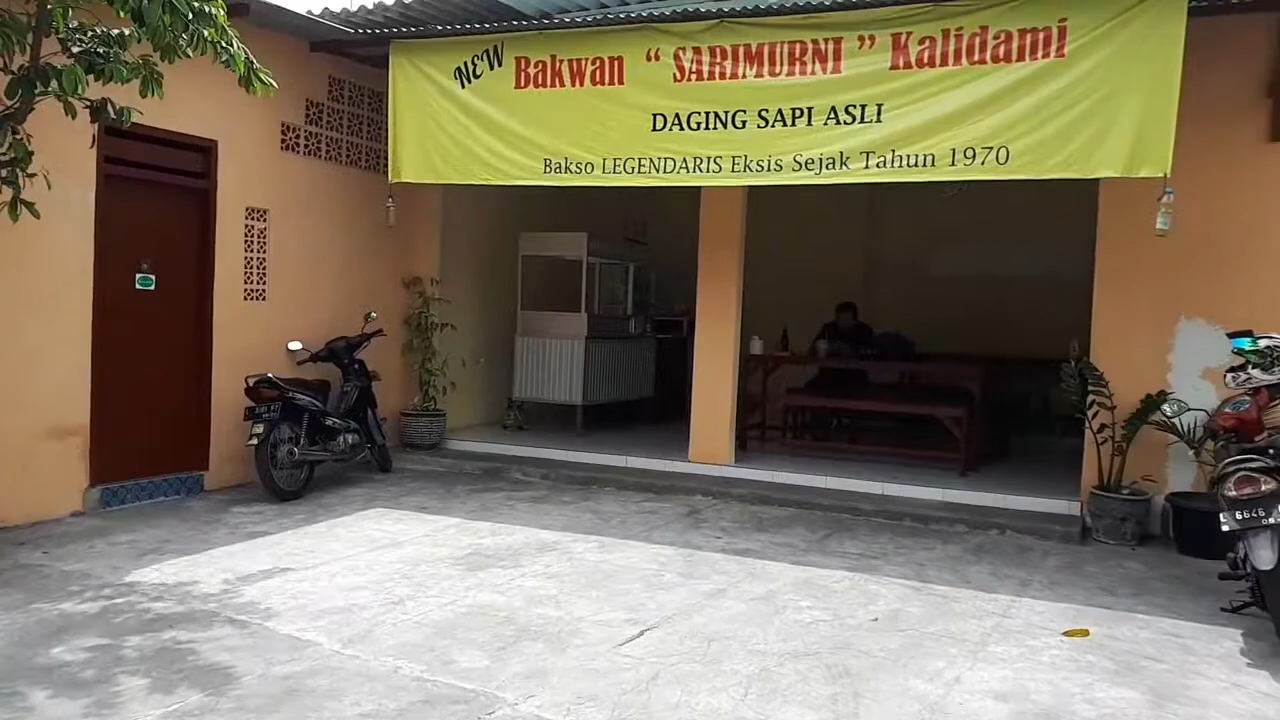 NEW Bakwan “ SARIMURNI ” Kalidami
DAGING SAPI ASLI
Bakso LEGENDARIS Eksis Sejak Tahun 1970